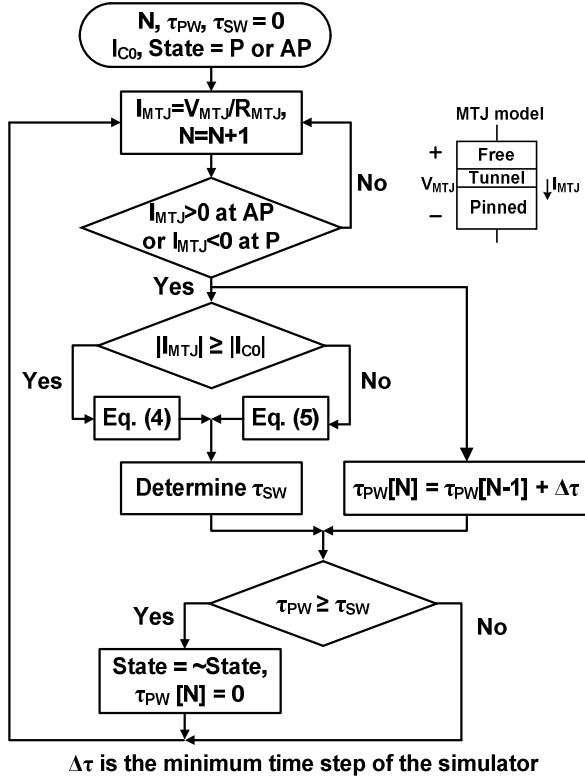 N, τPW, τSW = 0
IC0, State = P or AP
IMTJ=VMTJ/RMTJ,
N=N+1
No
IMTJ>0 at AP
or IMTJ<0 at P
Yes
MTJ model
+
Free
VMTJ
Tunnel
IMTJ
Pinned
−
|IMTJ| ≥ |IC0|
Yes
No
Eq. (4)
Eq. (5)
Determine τSW
τPW[N] = τPW[N-1] + Δτ
τPW ≥ τSW
Yes
No
State = ~State,
τPW [N] = 0
Δτ is the minimum time step of the simulator